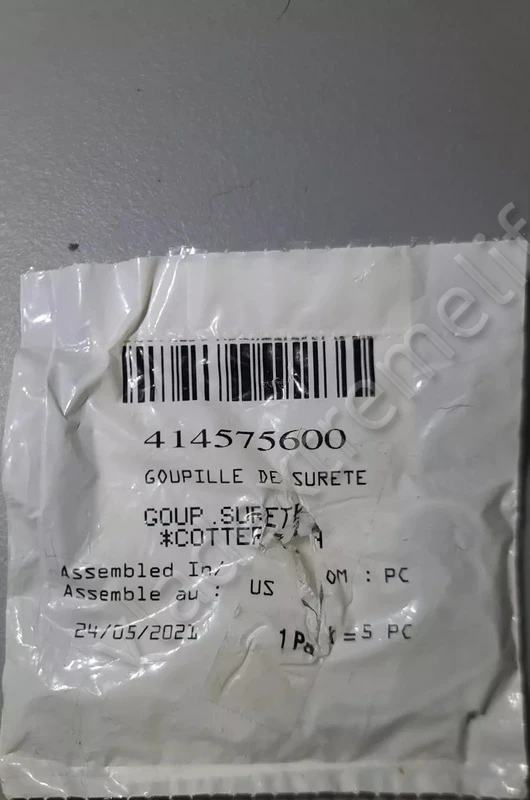 414575600
GOUPILLE DE SURETE
GOUP.SURETE
*COTTER
Assembled In/ OM : PC
Assemble au : US
24/05/2021 1 Pack = 5 PC